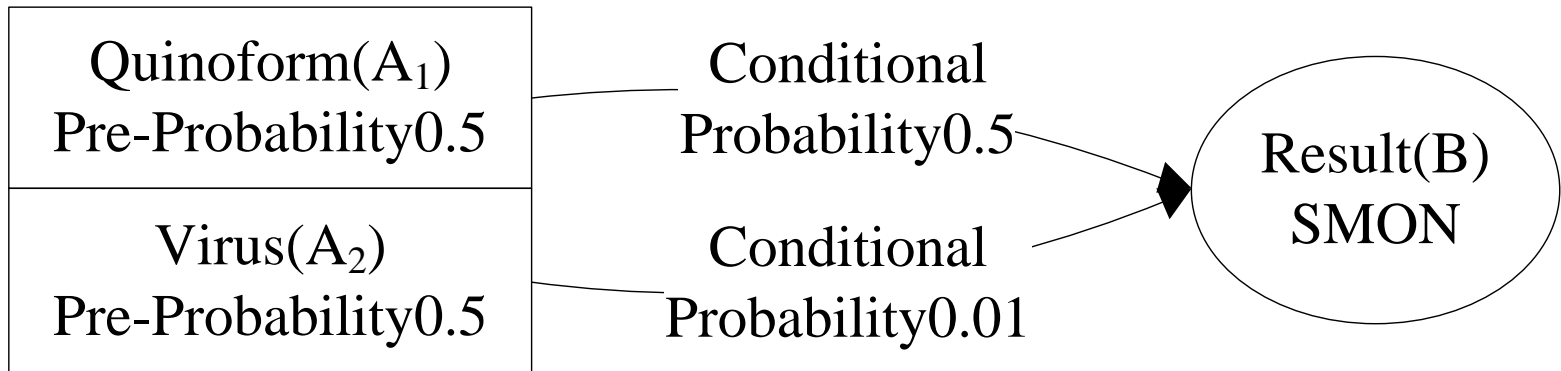 Quinoform(A₁)
Pre-Probability0.5
Virus(A₂)
Pre-Probability0.5
Conditional
Probability0.5
Conditional
Probability0.01
Result(B)
SMON